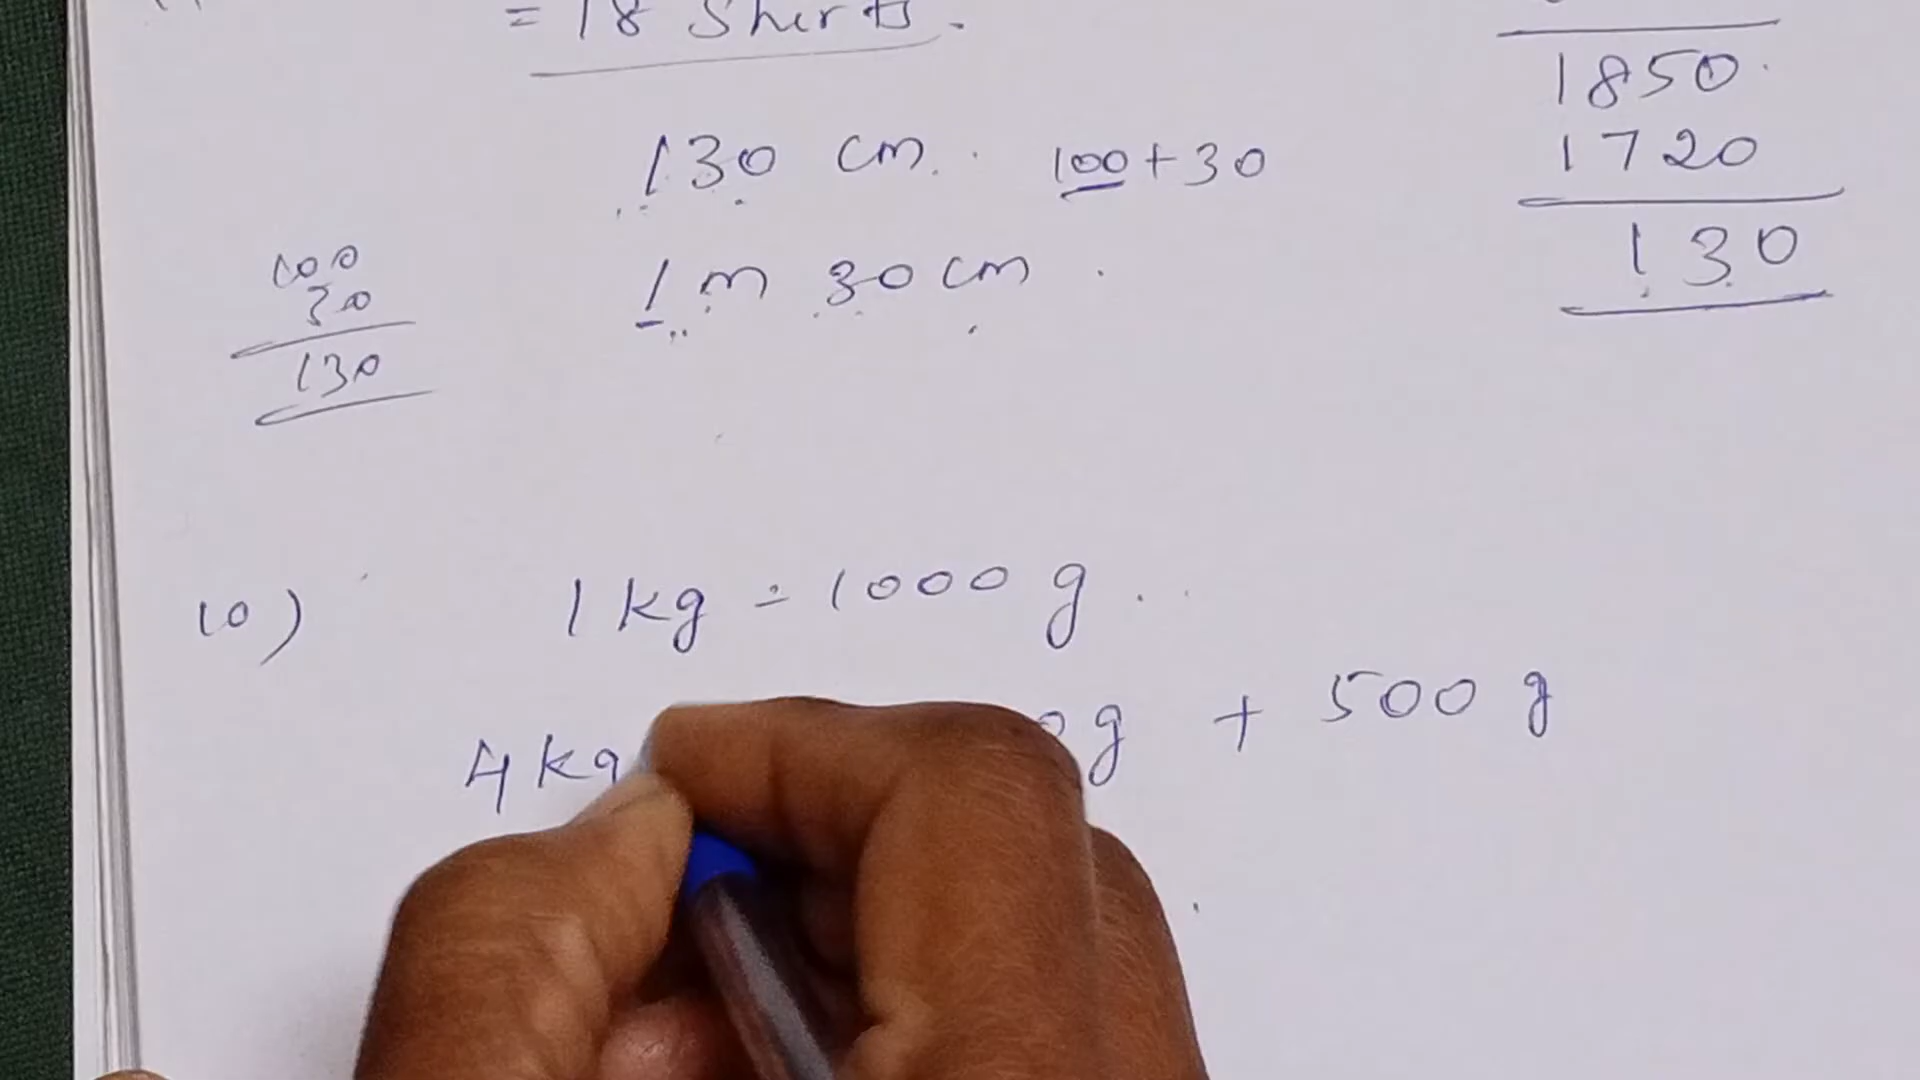 = 18 Shirts.
130 cm. 100+30
1 m 30 cm
100
30
130
1850
1720
130
10) 1 kg = 1000 g
4 kg g + 500 g